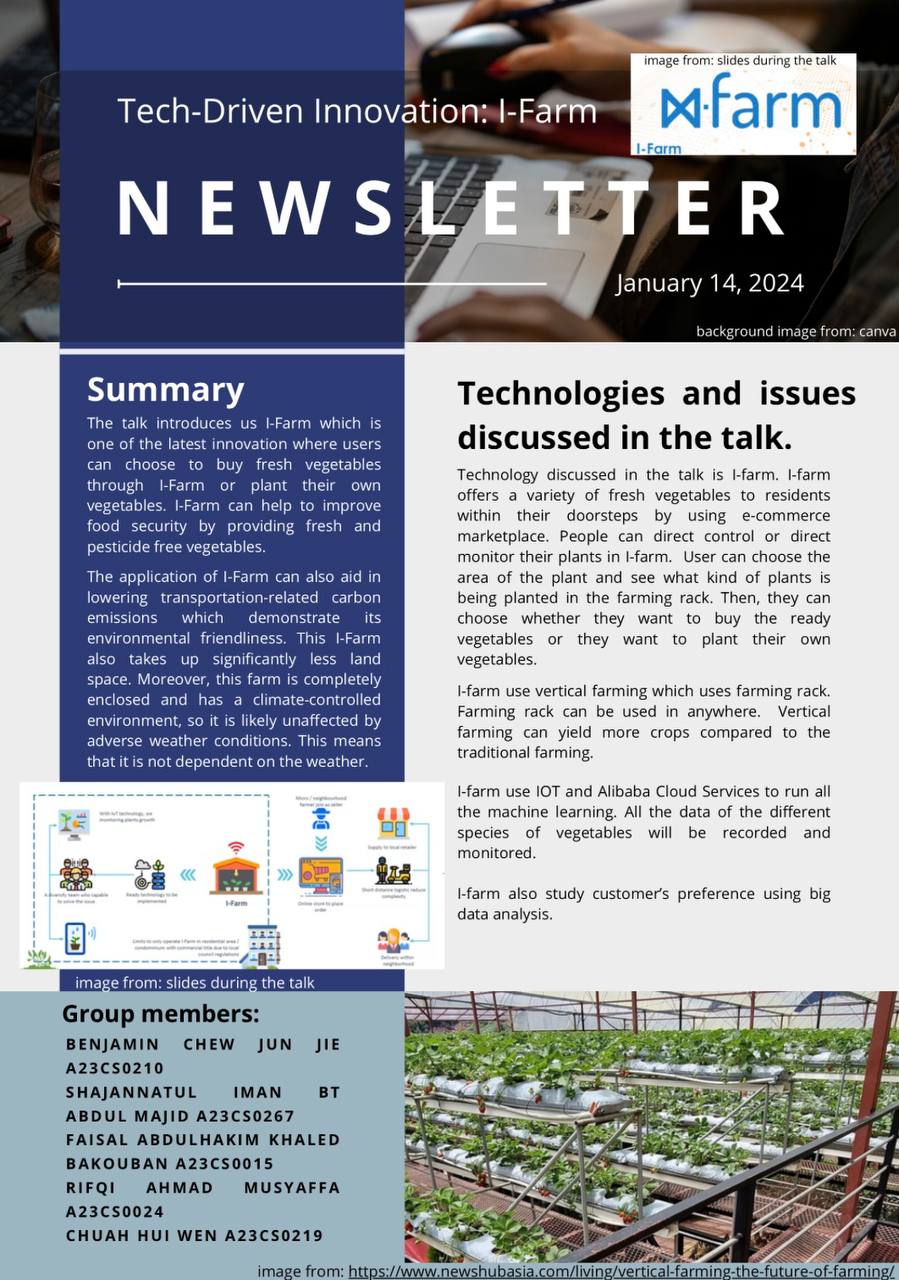 image from: slides during the talk
farm
I-Farm
Tech-Driven Innovation: I-Farm
NEWSLETTER
January 14, 2024
background image from: canva
Summary
The talk introduces us I-Farm which is
one of the latest innovation where users
can choose to buy fresh vegetables
through I-Farm or plant their own
vegetables. I-Farm can help to improve
food security by providing fresh and
pesticide free vegetables.
The application of I-Farm can also aid in
lowering transportation-related carbon
emissions which demonstrate its
environmental friendliness. This I-Farm
also takes up significantly less land
space. Moreover, this farm is completely
enclosed and has a climate-controlled
environment, so it is likely unaffected by
adverse weather conditions. This means
that it is not dependent on the weather.
With IoT technology, we
monitoring plants growth
A diversify team who capable
to solve the issue
Ready technology to be
implemented
I-Farm
Limits to only operate I-Farm in residential area /
condominium with commercial title due to local
council regulations
Micro / neighbourhood
farmer join as seller
Online store to place
order
Supply to local retailer
Short distance logistic reduce
complexity
Delivery within
neighborhood
image from: slides during the talk
Technologies and issues
discussed in the talk.
Technology discussed in the talk is I-farm. I-farm
offers a variety of fresh vegetables to residents
within their doorsteps by using e-commerce
marketplace. People can direct control or direct
monitor their plants in I-farm. User can choose the
area of the plant and see what kind of plants is
being planted in the farming rack. Then, they can
choose whether they want to buy the ready
vegetables or they want to plant their own
vegetables.
I-farm use vertical farming which uses farming rack.
Farming rack can be used in anywhere. Vertical
farming can yield more crops compared to the
traditional farming.
I-farm use IOT and Alibaba Cloud Services to run all
the machine learning. All the data of the different
species of vegetables will be recorded and
monitored.
I-farm also study customer's preference using big
data analysis.
Group members:
BENJAMIN CHEW JUN JIE
A23CS0210
SHAJANNATUL IMAN BT
ABDUL MAJID A23CS0267
FAISAL ABDULHAKIM KHALED
BAKOUBAN A23CS0015
RIFQI AHMAD MUSYAFFA
A23CS0024
CHUAH HUI WEN A23CS0219
image from: https://www.newshubasia.com/living/vertical-farming-the-future-of-farming/